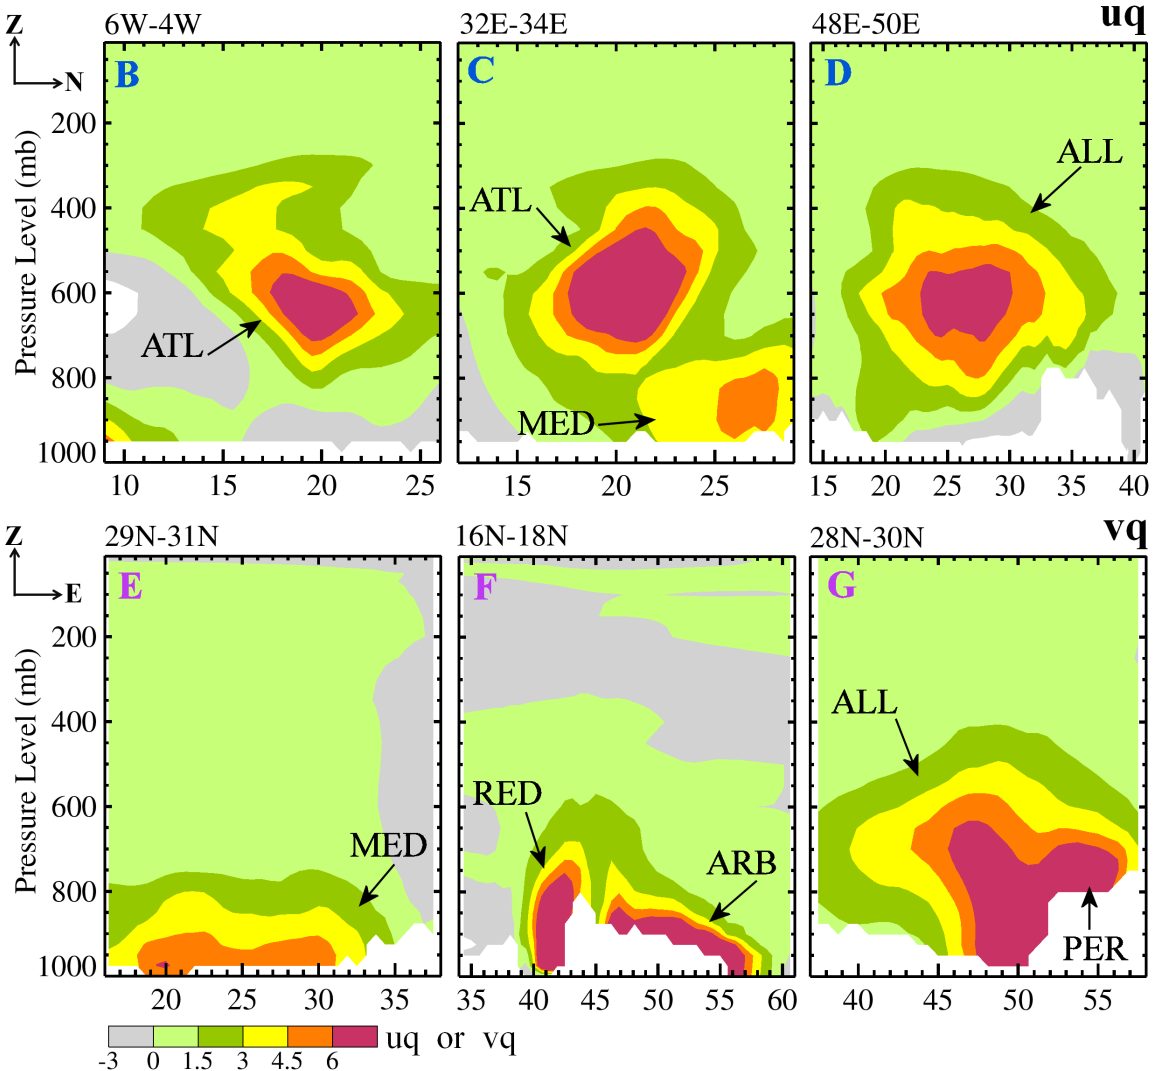 6W-4W 32E-34E 48E-50E uq
Z
N
B C D
Pressure Level (mb)
200
400
600
800
1000
ATL
ATL
MED
ALL
10 15 20 25
15 20 25
15 20 25 30 35 40
29N-31N 16N-18N 28N-30N vq
Z
E
E F G
Pressure Level (mb)
200
400
600
800
1000
MED
RED
ARB
ALL
PER
20 25 30 35
35 40 45 50 55 60
40 45 50 55
uq or vq
-3 0 1.5 3 4.5 6